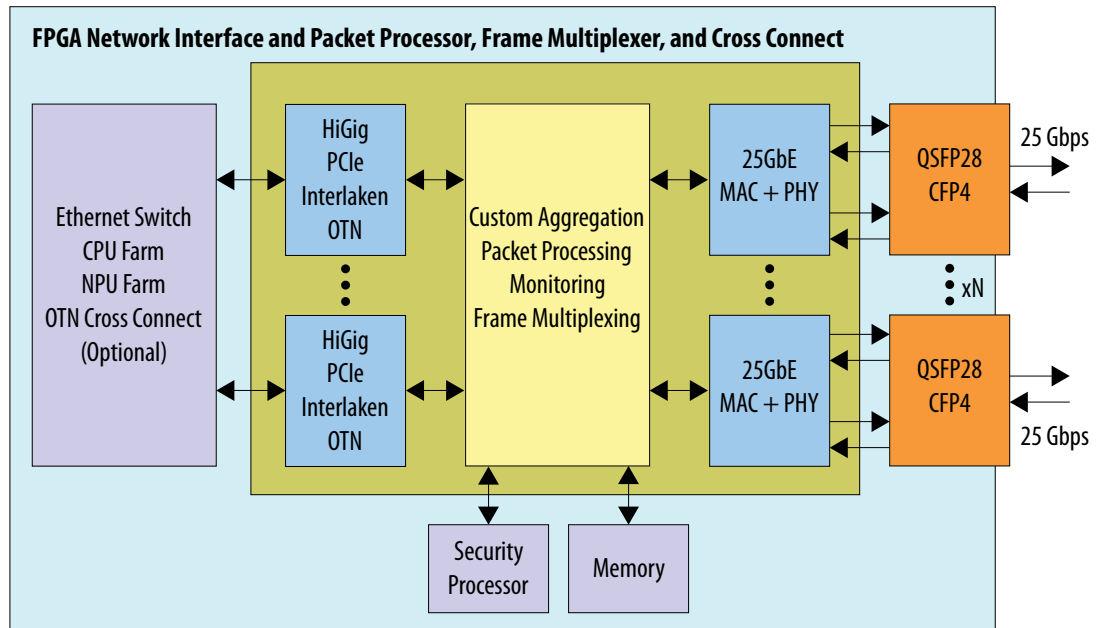 FPGA Network Interface and Packet Processor, Frame Multiplexer, and Cross Connect
Ethernet Switch
CPU Farm
NPU Farm
OTN Cross Connect
(Optional)
HiGig
PCIe
Interlaken
OTN
HiGig
PCIe
Interlaken
OTN
Custom Aggregation
Packet Processing
Monitoring
Frame Multiplexing
25GbE
MAC + PHY
25GbE
MAC + PHY
QSFP28
CFP4
25 Gbps
xN
QSFP28
CFP4
25 Gbps
Security
Processor
Memory